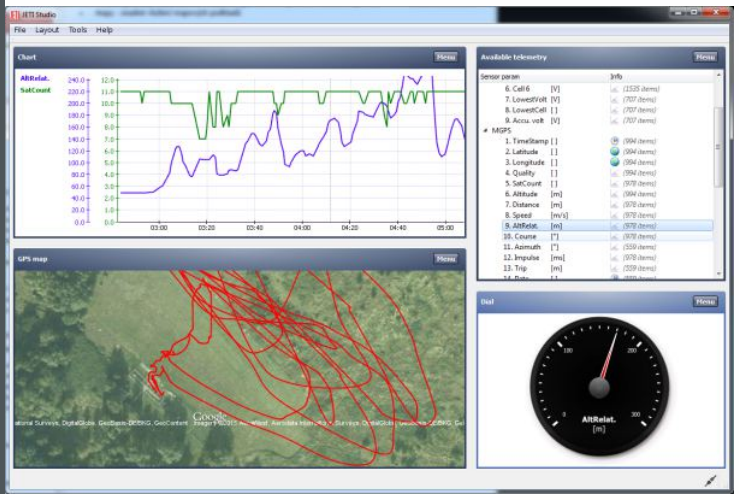 JETI Studio
File Layout Tools Help
Chart Menu
AltRelat.
SatCount
240.0 12.0
220.0 11.0
200.0 10.0
180.0 9.0
160.0 8.0
140.0 7.0
120.0 6.0
100.0 5.0
80.0 4.0
60.0 3.0
40.0 2.0
20.0 1.0
0.0 0.0
03:00 03:20 03:40 04:00 04:20 04:40 05:00
GPS map Menu
Google
Available telemetry Menu
Sensor param Info
6. Cell 6 [V] (1535 items)
7. LowestVolt [V] (707 items)
8. LowestCell [ ] (707 items)
9. Accu. volt [V] (707 items)
MGPS
1. TimeStamp [ ] (994 items)
2. Latitude [ ] (994 items)
3. Longitude [ ] (994 items)
4. Quality [ ] (978 items)
5. SatCount [ ] (978 items)
6. Altitude [m] (978 items)
7. Distance [m] (978 items)
8. Speed [m/s] (978 items)
9. AltRelat. [m] (978 items)
10. Course [°] (978 items)
11. Azimuth [°] (559 items)
12. Impulse [ms] (978 items)
13. Trip [m] (559 items)
Dial Menu
100 200
0 300
AltRelat.
[m]